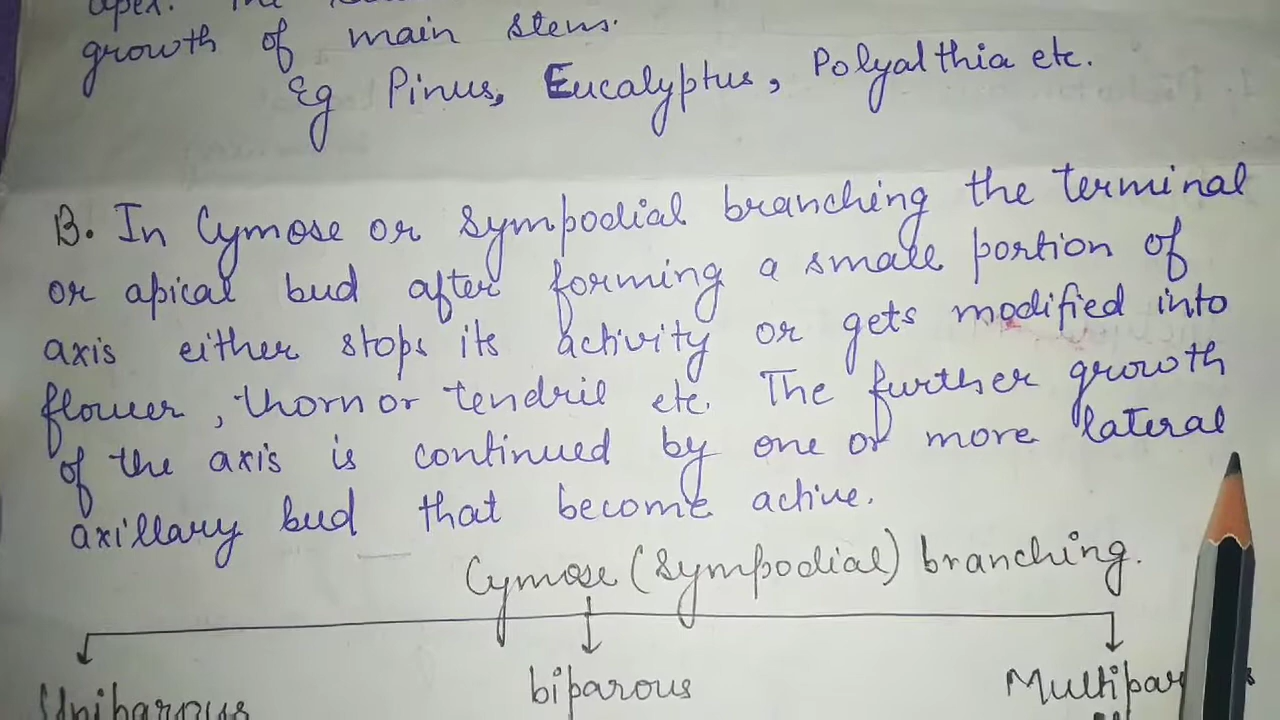 apex. The
growth of main stem.
Eg Pinus, Eucalyptus, Polyalthia etc.
B. In Cymose or Sympodial branching the terminal
or apical bud after forming a small portion of
axis either stops its activity or gets modified into
flower, thorn or tendril etc. The further growth
of the axis is continued by one or more lateral
axillary bud that become active.
Cymose (Sympodial) branching.
Uniparous biparous